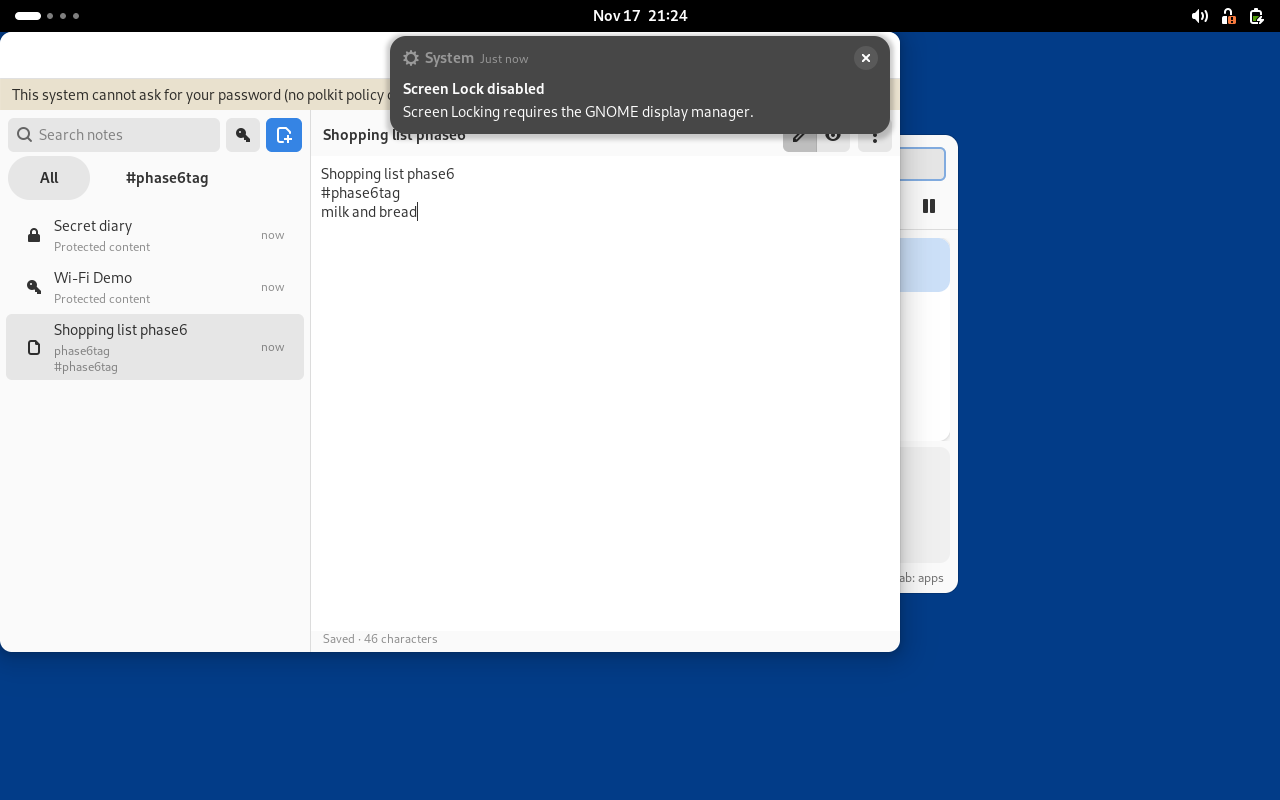 Nov 17 21:24
System Just now
Screen Lock disabled
Screen Locking requires the GNOME display manager.
This system cannot ask for your password (no polkit policy
Search notes
All
#phase6tag
Secret diary
Protected content
now
Wi-Fi Demo
Protected content
now
Shopping list phase6
phase6tag
#phase6tag
now
Shopping list phase6
Shopping list phase6
#phase6tag
milk and bread
Saved · 46 characters
ab: apps